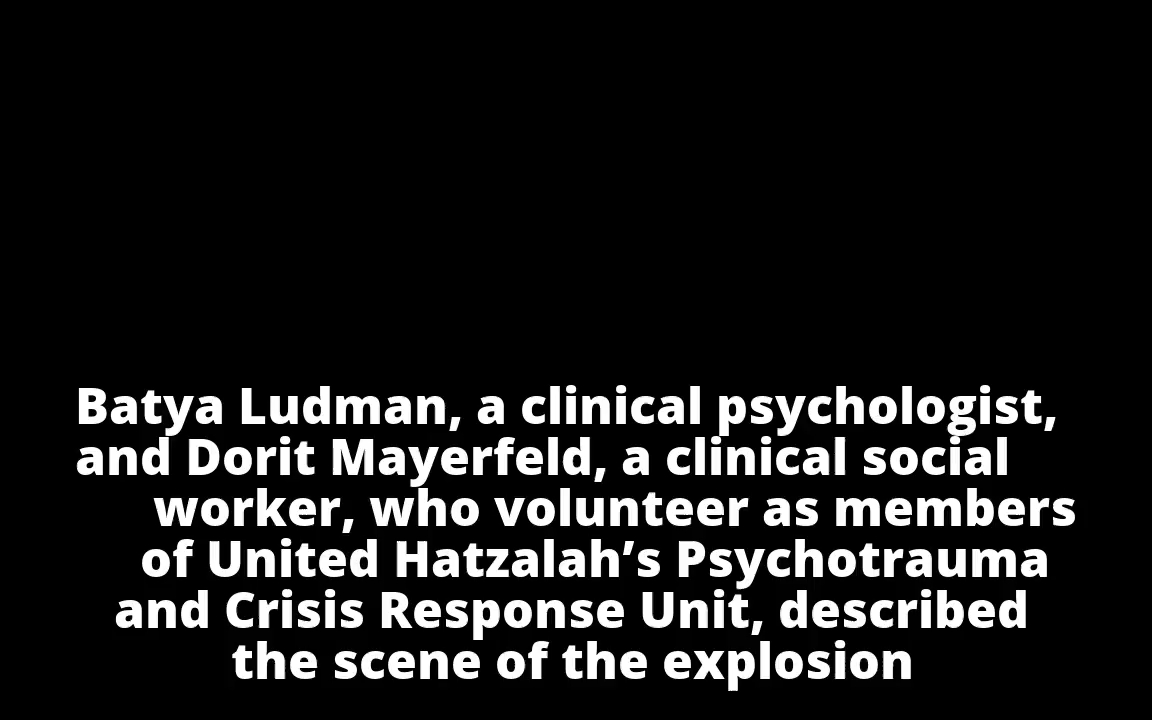 Batya Ludman, a clinical psychologist,
and Dorit Mayerfeld, a clinical social
worker, who volunteer as members
of United Hatzalah’s Psychotrauma
and Crisis Response Unit, described
the scene of the explosion